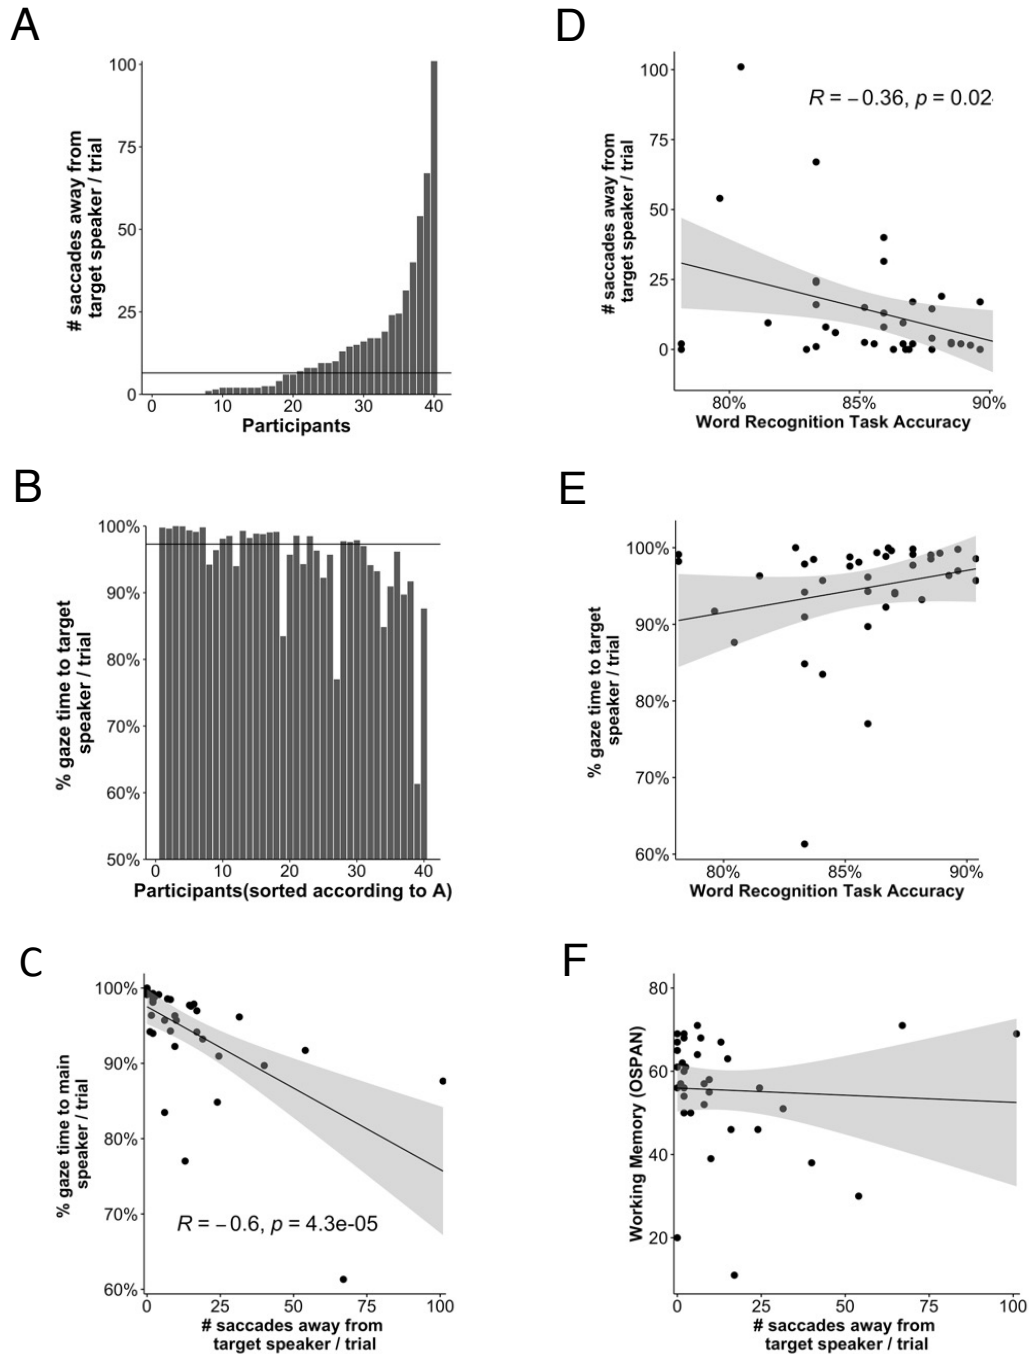 A
# saccades away from
target speaker / trial
100
75
50
25
0
0 10 20 30 40
Participants
B
% gaze time to target
speaker / trial
100%
90%
80%
70%
60%
50%
0 10 20 30 40
Participants(sorted according to A)
C
% gaze time to main
speaker / trial
100%
90%
80%
70%
60%
R = −0.6, p = 4.3e-05
0 25 50 75 100
# saccades away from
target speaker / trial
D
# saccades away from
target speaker / trial
100
75
50
25
0
R = −0.36, p = 0.02
80% 85% 90%
Word Recognition Task Accuracy
E
% gaze time to target
speaker / trial
100%
90%
80%
70%
60%
80% 85% 90%
Word Recognition Task Accuracy
F
Working Memory (OSPAN)
80
60
40
20
0 25 50 75 100
# saccades away from
target speaker / trial